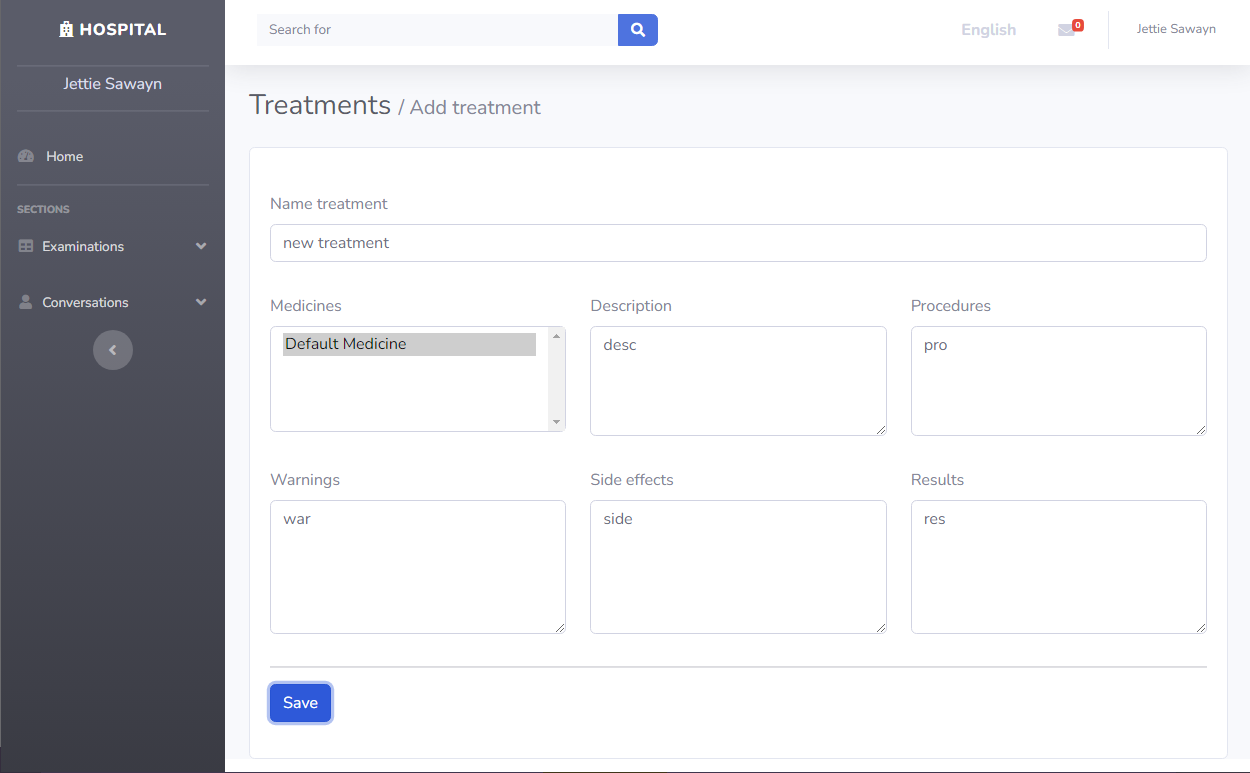 HOSPITAL
Jettie Sawayn
Home
SECTIONS
Examinations
Conversations
Search for
English
0
Jettie Sawayn
Treatments / Add treatment
Name treatment
new treatment
Medicines
Default Medicine
Description
desc
Procedures
pro
Warnings
war
Side effects
side
Results
res
Save